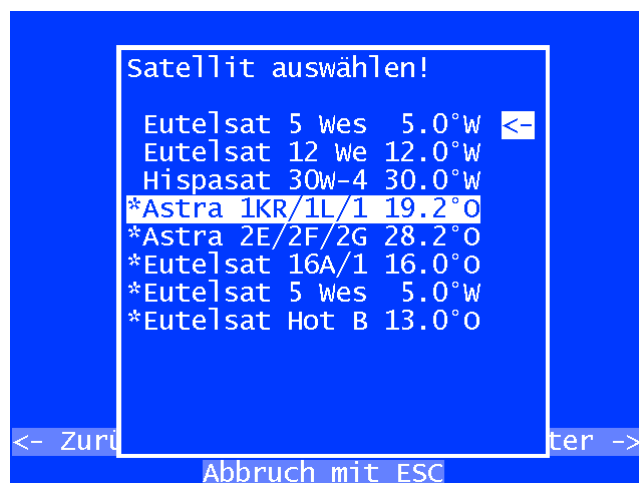 Satellit auswählen!
Eutelsat 5 Wes 5.0°W <-
Eutelsat 12 We 12.0°W
Hispasat 30W-4 30.0°W
*Astra 1KR/1L/1 19.2°O
*Astra 2E/2F/2G 28.2°O
*Eutelsat 16A/1 16.0°O
*Eutelsat 5 Wes 5.0°W
*Eutelsat Hot B 13.0°O
<- Zurü ter ->
Abbruch mit ESC